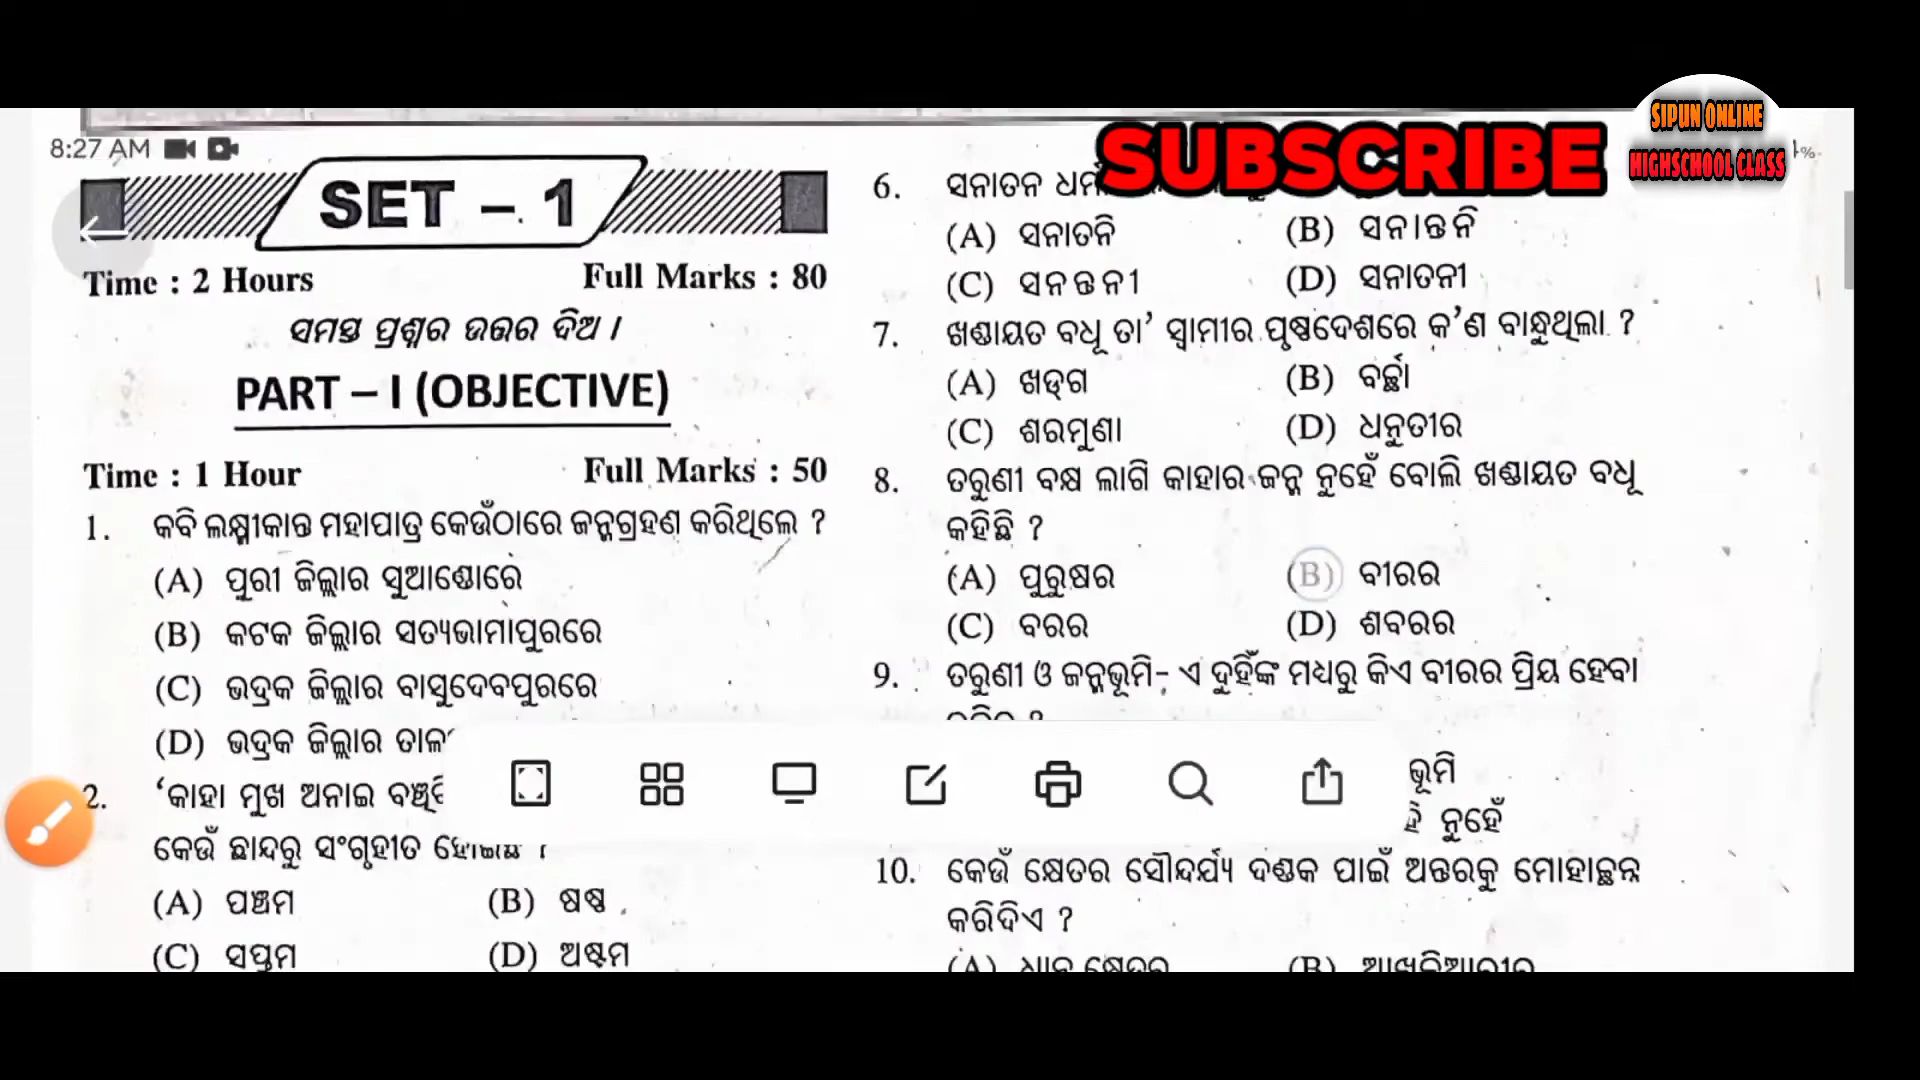 8:27 AM
SUBSCRIBE
SIPUN ONLINE
HIGHSCHOOL CLASS
SET – 1
Time : 2 Hours Full Marks : 80
ସମସ୍ତ ପ୍ରଶ୍ନର ଉତ୍ତର ଦିଅ ।
PART – I (OBJECTIVE)
Time : 1 Hour Full Marks : 50
1. କବି ଲକ୍ଷ୍ମୀକାନ୍ତ ମହାପାତ୍ର କେଉଁଠାରେ ଜନ୍ମଗ୍ରହଣ କରିଥିଲେ ?
(A) ପୁରୀ ଜିଲ୍ଲାର ସୁଆଣ୍ଡୋରେ
(B) କଟକ ଜିଲ୍ଲାର ସତ୍ୟଭାମାପୁରରେ
(C) ଭଦ୍ରକ ଜିଲ୍ଲାର ବାସୁଦେବପୁରରେ
(D) ଭଦ୍ରକ ଜିଲ୍ଲାର
2. ‘କାହା ମୁଖ ଅନାଇ
କେଉଁ ଛାନ୍ଦରୁ ସଂଗୃହୀତ
(A) ପଞ୍ଚମ (B) ଷଷ୍ଠ
(C) ସପ୍ତମ (D) ଅଷ୍ଟମ
6. ସନାତନ
(A) ସନାତନି (B) ସନାନ୍ତନି
(C) ସନନ୍ତନୀ (D) ସନାତନୀ
7. ଖଣ୍ଡାୟତ ବଧୂ ତା’ ସ୍ୱାମୀର ପୃଷ୍ଠଦେଶରେ କ’ଣ ବାନ୍ଧୁଥିଲା ?
(A) ଖଡ୍‌ଗ (B) ବର୍ଚ୍ଛା
(C) ଶରମୁଣା (D) ଧନୁତୀର
8. ତରୁଣୀ ବକ୍ଷ ଲାଗି କାହାର ଜନ୍ମ ନୁହେଁ ବୋଲି ଖଣ୍ଡାୟତ ବଧୂ
କହିଛି ?
(A) ପୁରୁଷର (B) ବୀରର
(C) ବରର (D) ଶବରର
9. ତରୁଣୀ ଓ ଜନ୍ମଭୂମି- ଏ ଦୁହିଁଙ୍କ ମଧ୍ୟରୁ କିଏ ବୀରର ପ୍ରିୟ ହେବା
ନୁହେଁ
10. କେଉଁ କ୍ଷେତର ସୌନ୍ଦର୍ଯ୍ୟ ଦଣ୍ଡକ ପାଇଁ ଅନ୍ତରକୁ ମୋହାଚ୍ଛନ୍ନ
କରିଦିଏ ?